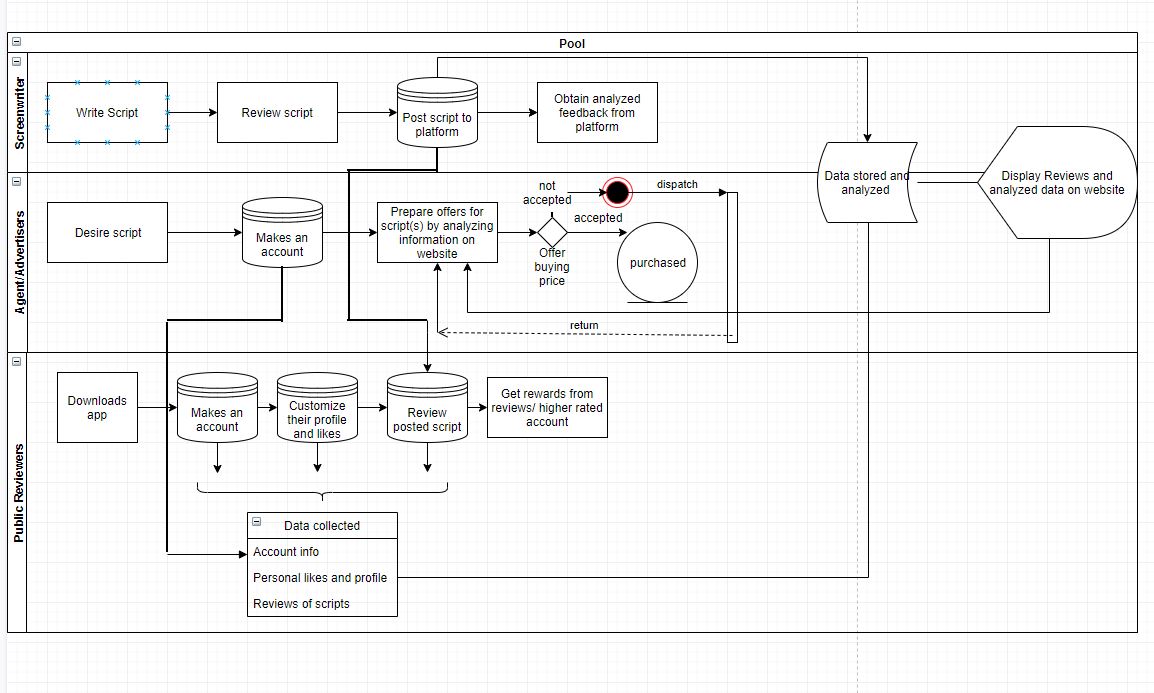 Pool
Screenwriter
Write Script
Review script
Post script to
platform
Obtain analyzed
feedback from
platform
Data stored and
analyzed
Display Reviews and
analyzed data on website
Agent/Advertisers
Desire script
Makes an
account
Prepare offers for
script(s) by analyzing
information on
website
not
accepted
dispatch
accepted
Offer
buying
price
purchased
return
Public Reviewers
Downloads
app
Makes an
account
Customize
their profile
and likes
Review
posted script
Get rewards from
reviews/ higher rated
account
Data collected
Account info
Personal likes and profile
Reviews of scripts